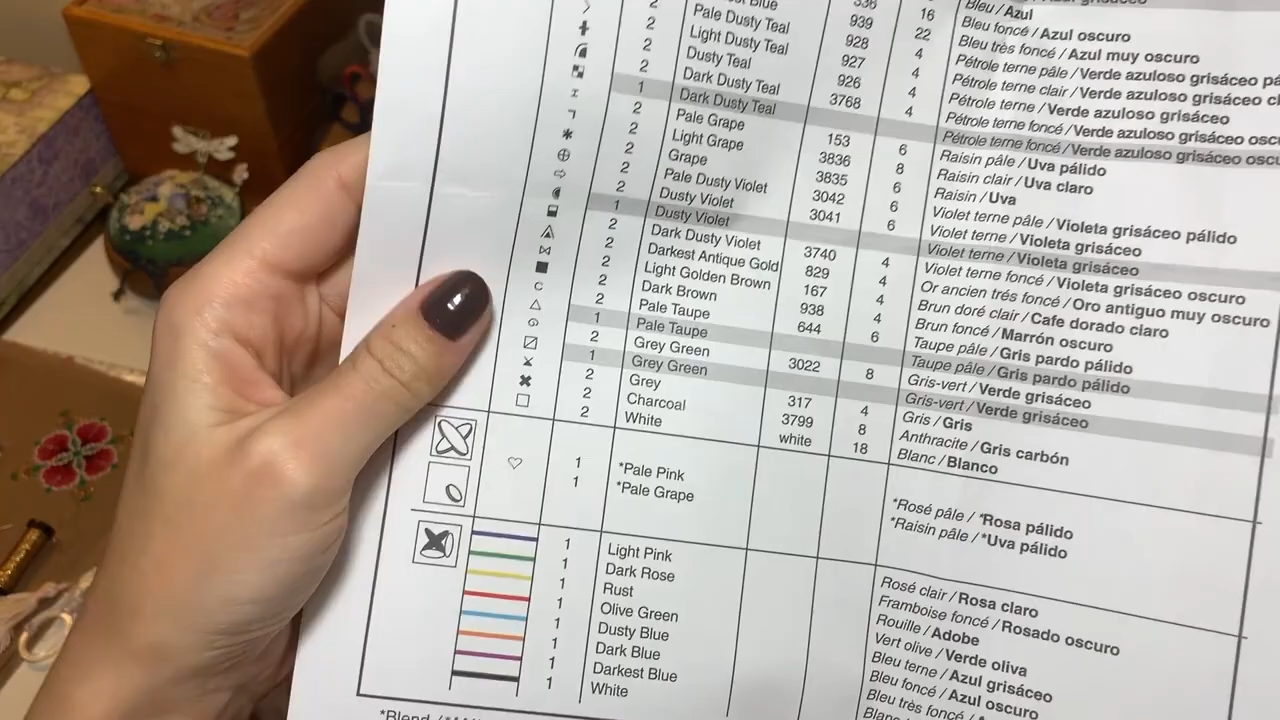 Blue 336 16 Bleu foncé / Azul oscuro
Bleu / Azul
939 22 Bleu très foncé / Azul muy oscuro
2 Pale Dusty Teal 928 4 Pétrole terne pâle / Verde azuloso grisáceo
2 Light Dusty Teal 927 4 Pétrole terne clair / Verde azuloso grisáceo
2 Dusty Teal 926 4 Pétrole terne / Verde azuloso grisáceo
2 Dark Dusty Teal 3768 4 Pétrole terne foncé / Verde azuloso grisáceo
1 Dark Dusty Teal Pétrole terne foncé / Verde azuloso grisáceo
2 Pale Grape 153 6 Raisin pâle / Uva pálido
2 Light Grape 3836 8 Raisin clair / Uva claro
2 Grape 3835 6 Raisin / Uva
2 Pale Dusty Violet 3042 6 Violet terne pâle / Violeta grisáceo pálido
2 Dusty Violet 3041 6 Violet terne / Violeta grisáceo
1 Dusty Violet Violet terne / Violeta grisáceo
2 Dark Dusty Violet 3740 4 Violet terne foncé / Violeta grisáceo oscuro
2 Darkest Antique Gold 829 4 Or ancien trés foncé / Oro antiguo muy oscuro
2 Light Golden Brown 167 4 Brun doré clair / Cafe dorado claro
2 Dark Brown 938 4 Brun foncé / Marrón oscuro
2 Pale Taupe 644 6 Taupe pâle / Gris pardo pálido
1 Pale Taupe Taupe pâle / Gris pardo pálido
2 Grey Green 3022 8 Gris-vert / Verde grisáceo
1 Grey Green Gris-vert / Verde grisáceo
2 Grey 317 4 Gris / Gris
2 Charcoal 3799 8 Anthracite / Gris carbón
2 White white 18 Blanc / Blanco
1 *Pale Pink *Rosé pâle / *Rosa pálido
1 *Pale Grape *Raisin pâle / *Uva pálido
1 Light Pink Rosé clair / Rosa claro
1 Dark Rose Framboise foncé / Rosado oscuro
1 Rust Rouille / Adobe
1 Olive Green Vert olive / Verde oliva
1 Dusty Blue Bleu terne / Azul grisáceo
1 Dark Blue Bleu foncé / Azul oscuro
1 Darkest Blue Bleu très foncé /
1 White
*Blend /